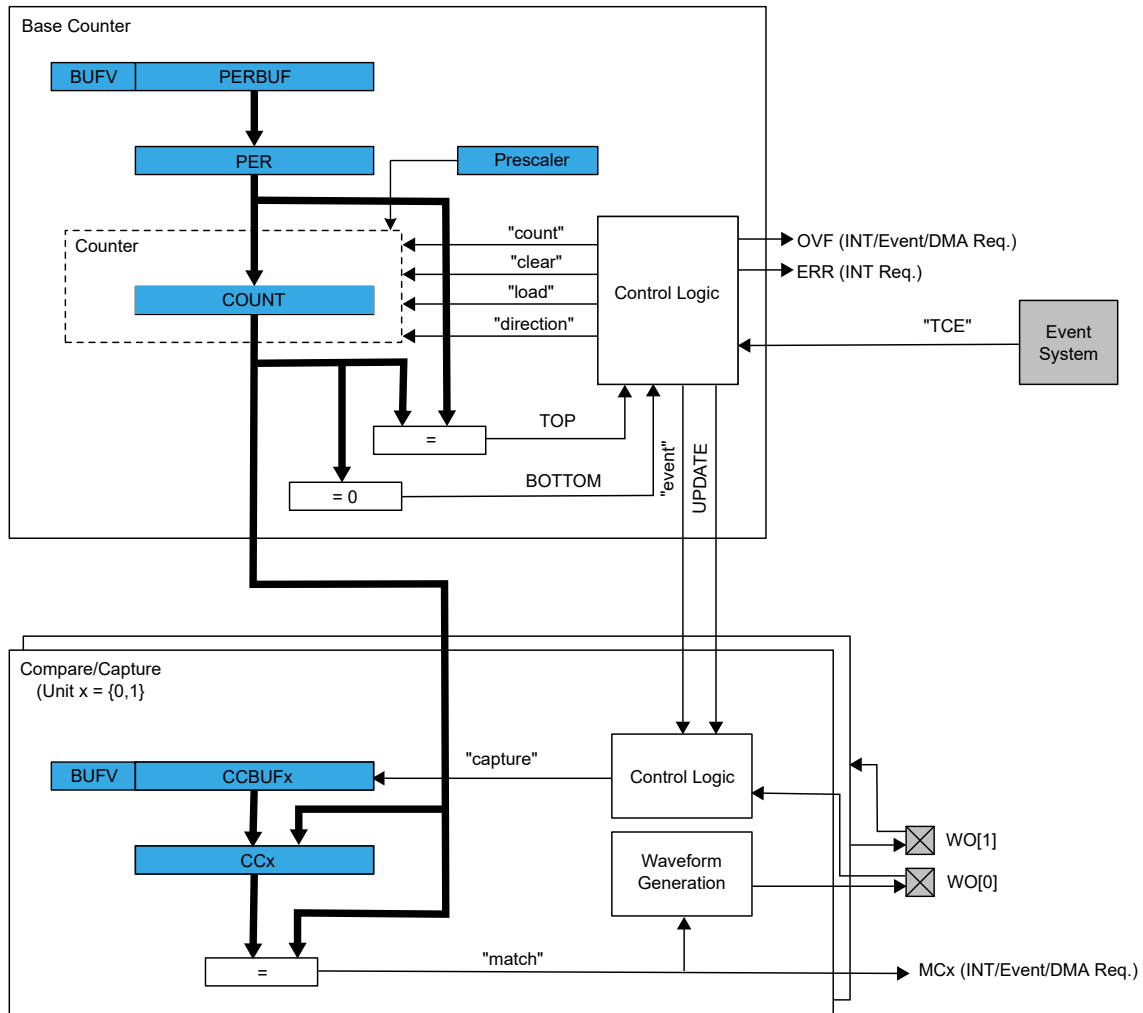 Base Counter
BUFV
PERBUF
PER
Prescaler
Counter
COUNT
"count"
"clear"
"load"
"direction"
Control Logic
OVF (INT/Event/DMA Req.)
ERR (INT Req.)
"TCE"
Event
System
=
TOP
= 0
BOTTOM
"event"
UPDATE
Compare/Capture
(Unit x = {0,1}
BUFV
CCBUFx
"capture"
Control Logic
CCx
Waveform
Generation
WO[1]
WO[0]
=
"match"
MCx (INT/Event/DMA Req.)